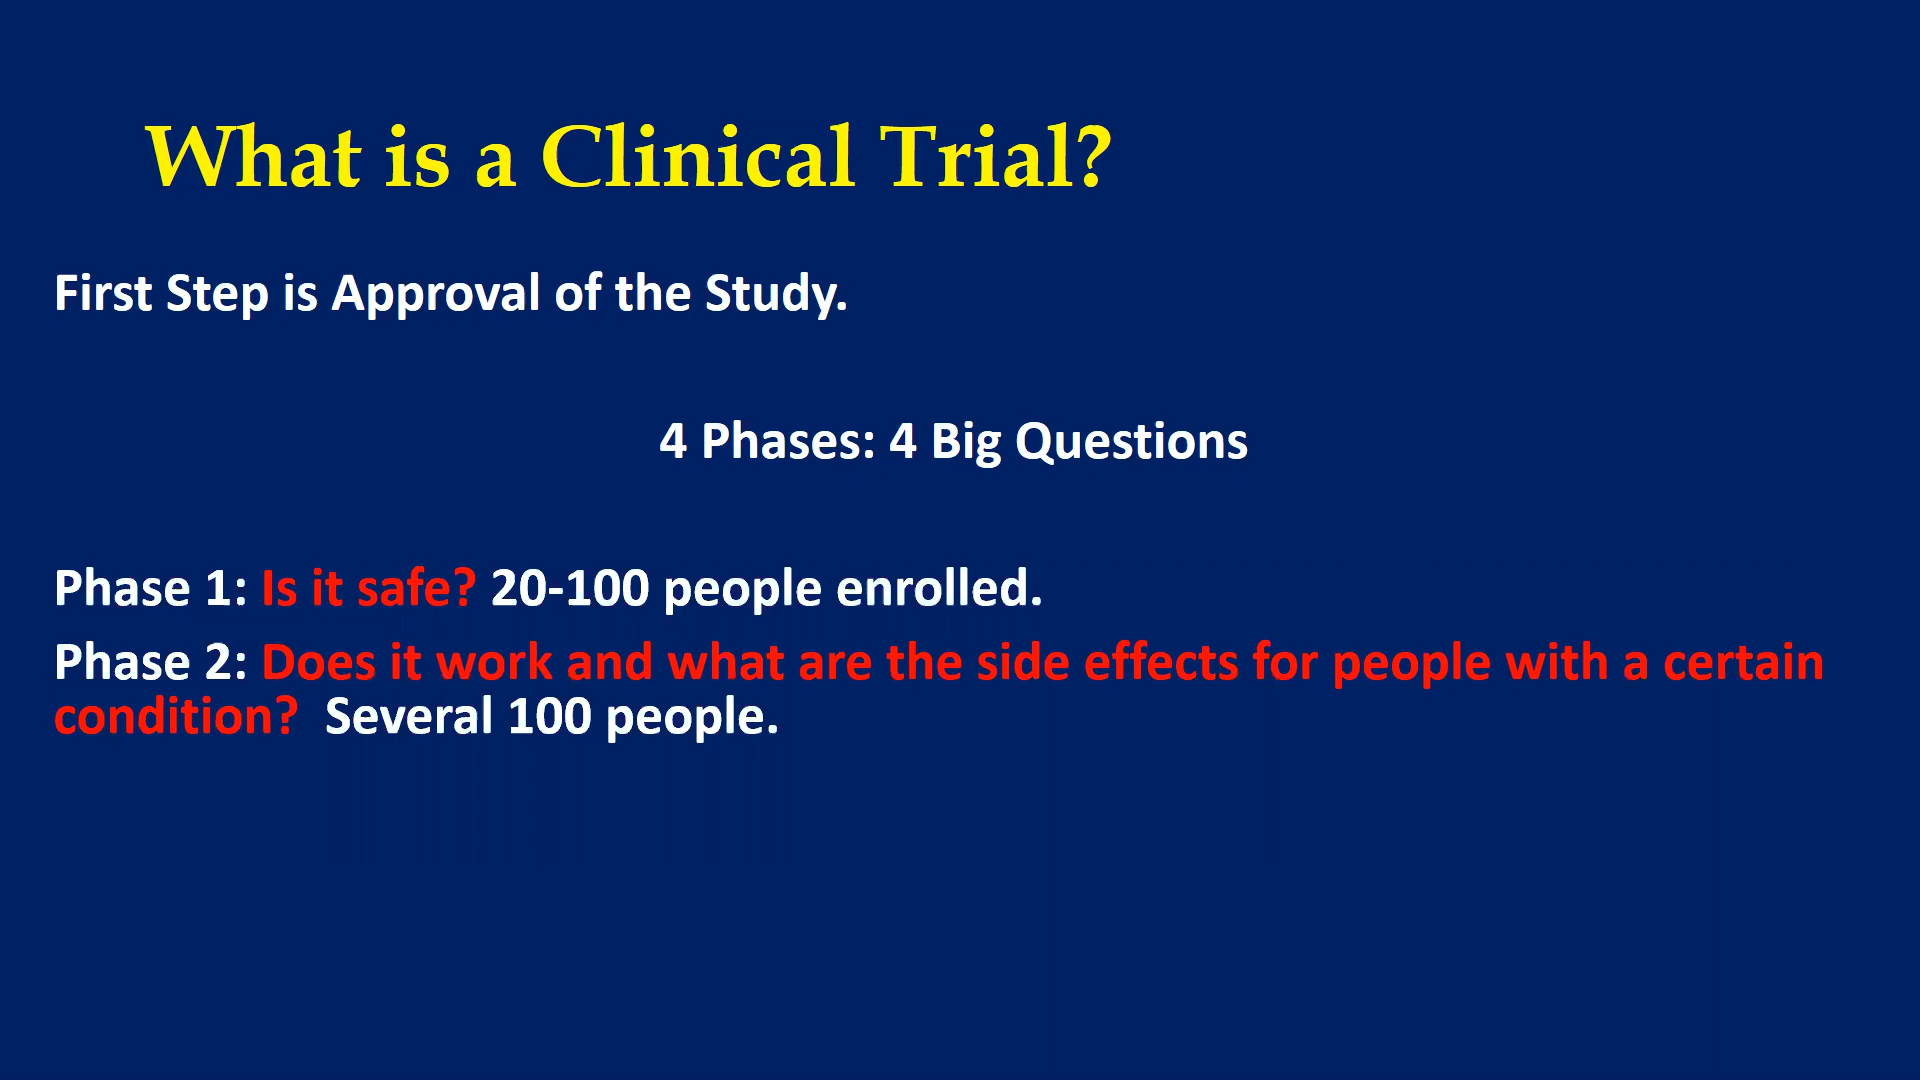 What is a Clinical Trial?
First Step is Approval of the Study.
4 Phases: 4 Big Questions
Phase 1: Is it safe? 20-100 people enrolled.
Phase 2: Does it work and what are the side effects for people with a certain
condition?  Several 100 people.